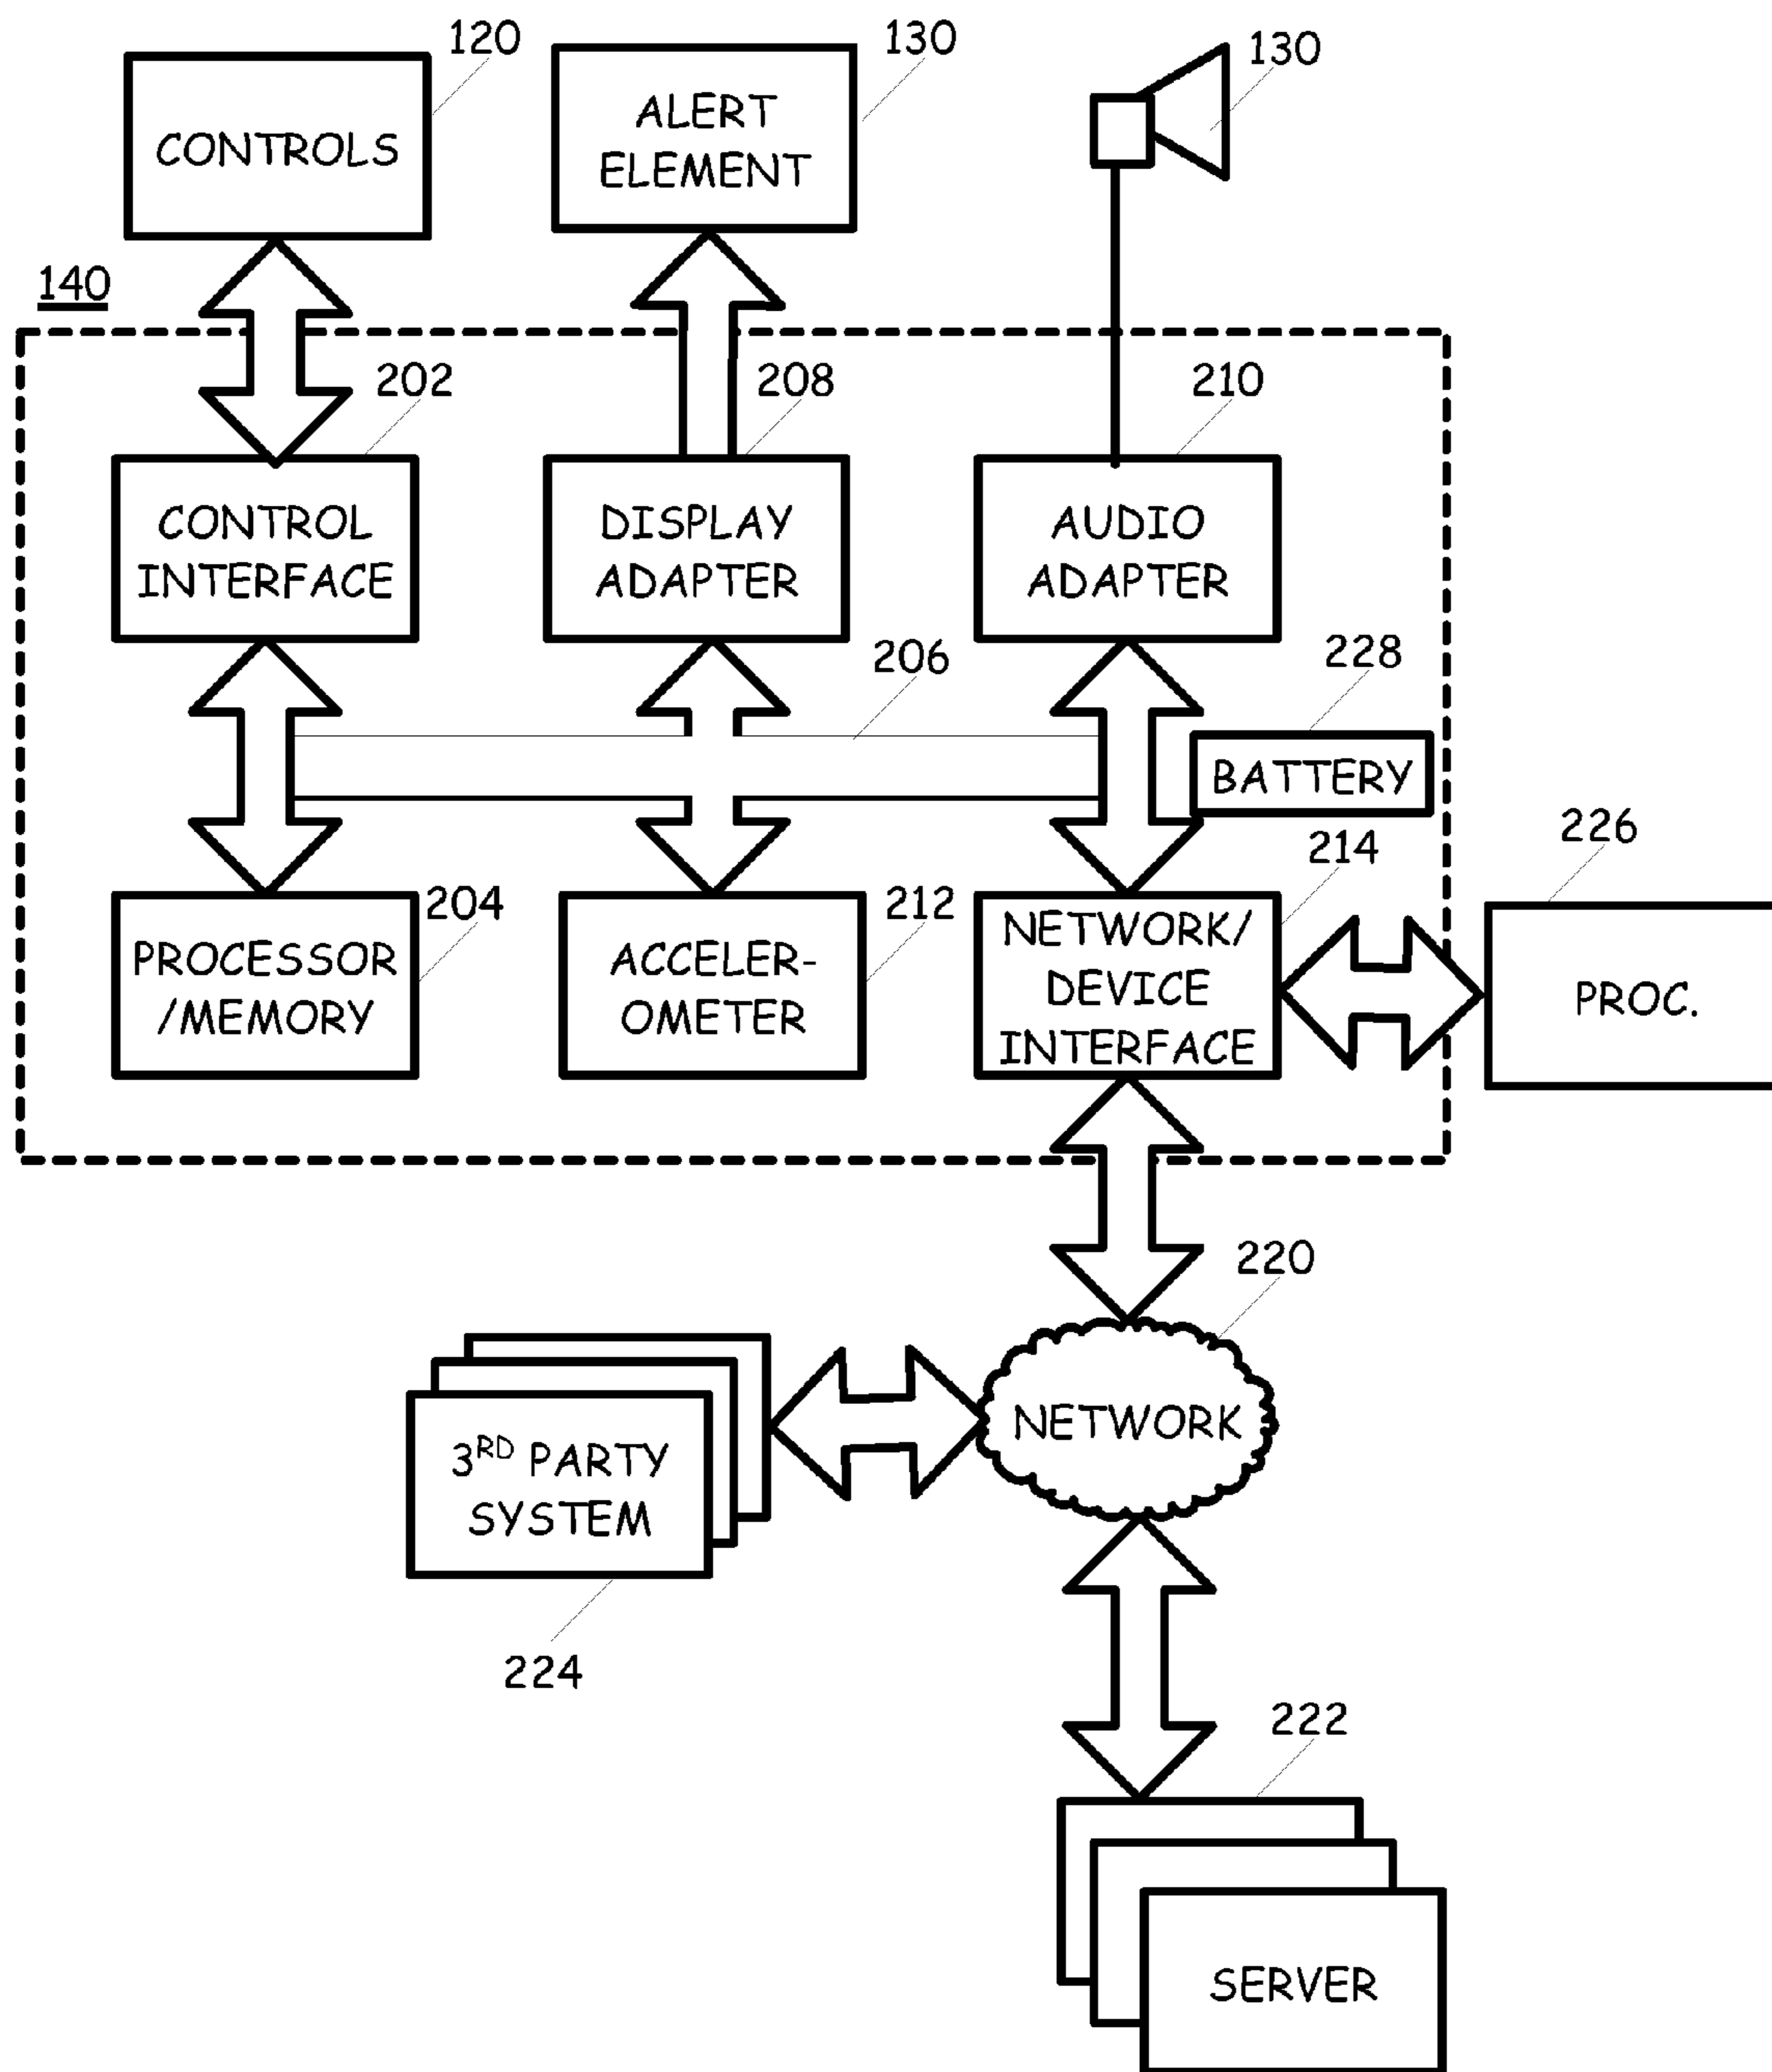 120
130
130
CONTROLS
ALERT
ELEMENT
140
202
208
210
CONTROL
INTERFACE
DISPLAY
ADAPTER
AUDIO
ADAPTER
206
228
BATTERY
226
214
204
212
PROCESSOR
/MEMORY
ACCELER-
OMETER
NETWORK/
DEVICE
INTERFACE
PROC.
220
NETWORK
3RD PARTY
SYSTEM
224
222
SERVER